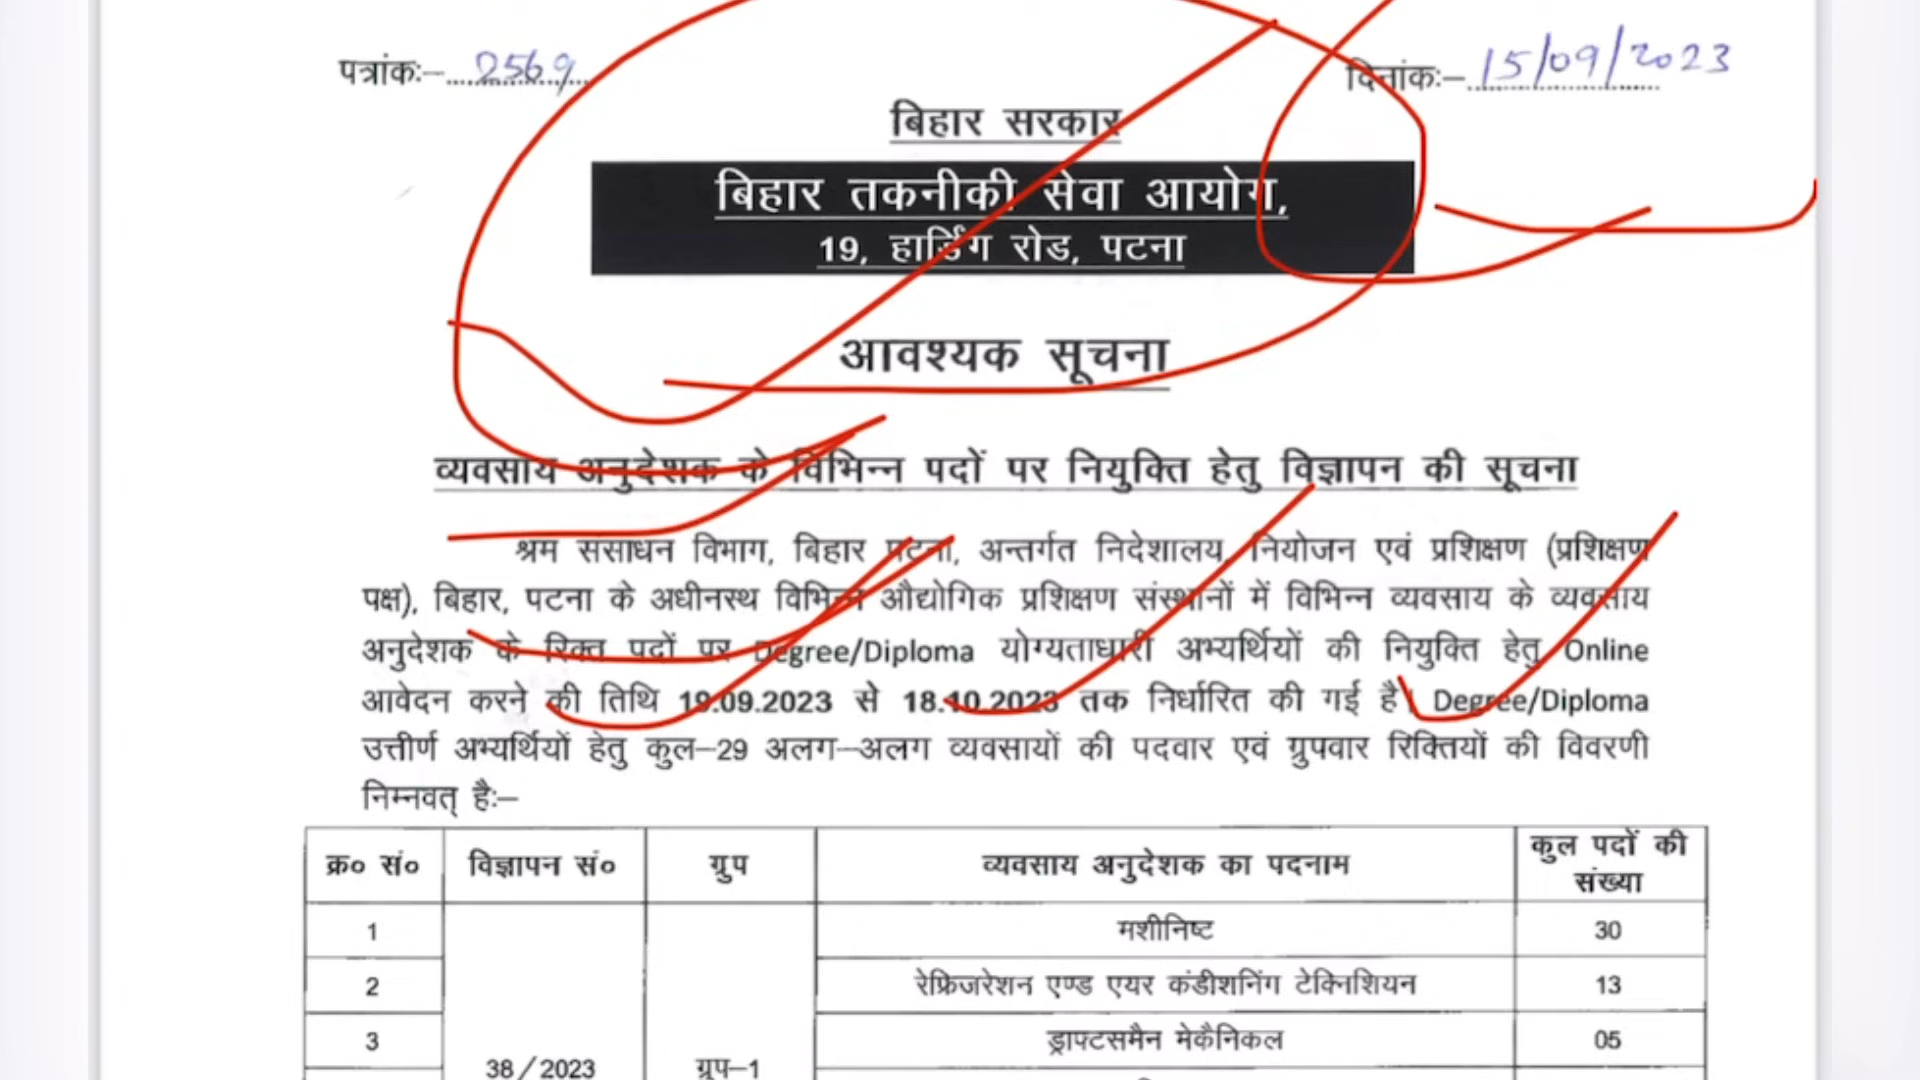 पत्रांकः– 2569
दिनांकः– 15/09/2023
बिहार सरकार
बिहार तकनीकी सेवा आयोग,
19, हार्डिंग रोड, पटना
आवश्यक सूचना
व्यवसाय अनुदेशक के विभिन्न पदों पर नियुक्ति हेतु विज्ञापन की सूचना
श्रम संसाधन विभाग, बिहार पटना, अन्तर्गत निदेशालय, नियोजन एवं प्रशिक्षण (प्रशिक्षण
पक्ष), बिहार, पटना के अधीनस्थ विभिन्न औद्योगिक प्रशिक्षण संस्थानों में विभिन्न व्यवसाय के व्यवसाय
अनुदेशक के रिक्त पदों पर Degree/Diploma योग्यताधारी अभ्यर्थियों की नियुक्ति हेतु Online
आवेदन करने की तिथि 19.09.2023 से 18.10.2023 तक निर्धारित की गई है। Degree/Diploma
उत्तीर्ण अभ्यर्थियों हेतु कुल–29 अलग–अलग व्यवसायों की पदवार एवं ग्रुपवार रिक्तियों की विवरणी
निम्नवत् हैः–
क्र० सं० विज्ञापन सं० ग्रुप व्यवसाय अनुदेशक का पदनाम कुल पदों की संख्या
1 मशीनिष्ट 30
2 रेफ्रिजरेशन एण्ड एयर कंडीशनिंग टेक्निशियन 13
3 ड्राफ्टसमैन मेकैनिकल 05
38/2023 ग्रुप–1